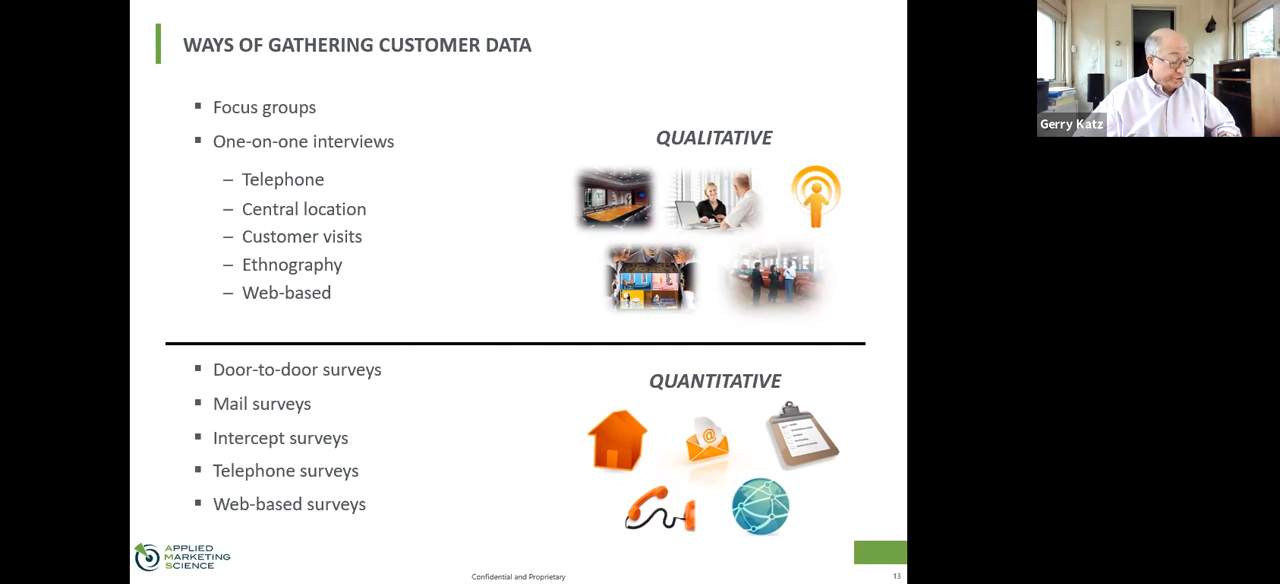 WAYS OF GATHERING CUSTOMER DATA
Gerry Katz
▪ Focus groups
▪ One-on-one interviews
– Telephone
– Central location
– Customer visits
– Ethnography
– Web-based
QUALITATIVE
▪ Door-to-door surveys
▪ Mail surveys
▪ Intercept surveys
▪ Telephone surveys
▪ Web-based surveys
QUANTITATIVE
@
APPLIED
MARKETING
SCIENCE
Confidential and Proprietary
13